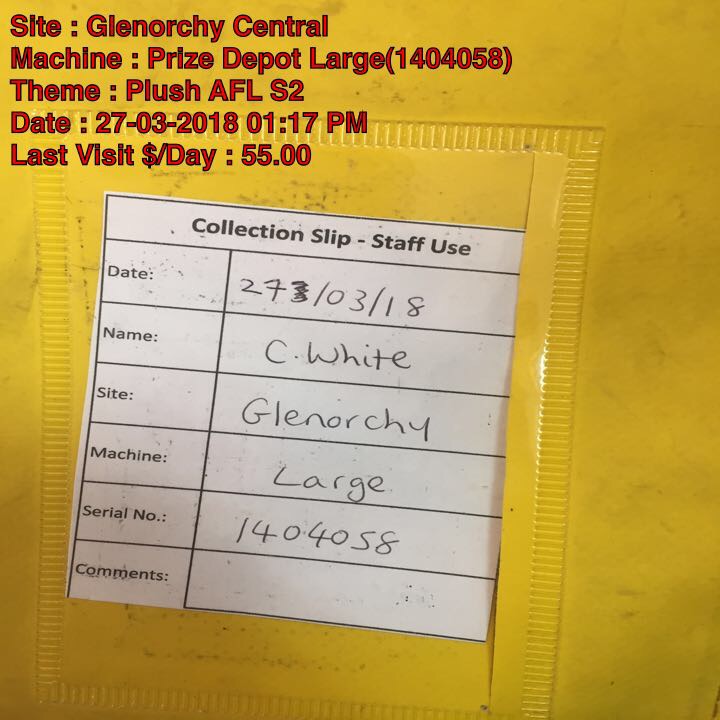 Site : Glenorchy Central
Machine : Prize Depot Large(1404058)
Theme : Plush AFL S2
Date : 27-03-2018 01:17 PM
Last Visit $/Day : 55.00
Collection Slip - Staff Use
Date: 27/03/18
Name: C. White
Site: Glenorchy
Machine: Large
Serial No.: 1404058
Comments: